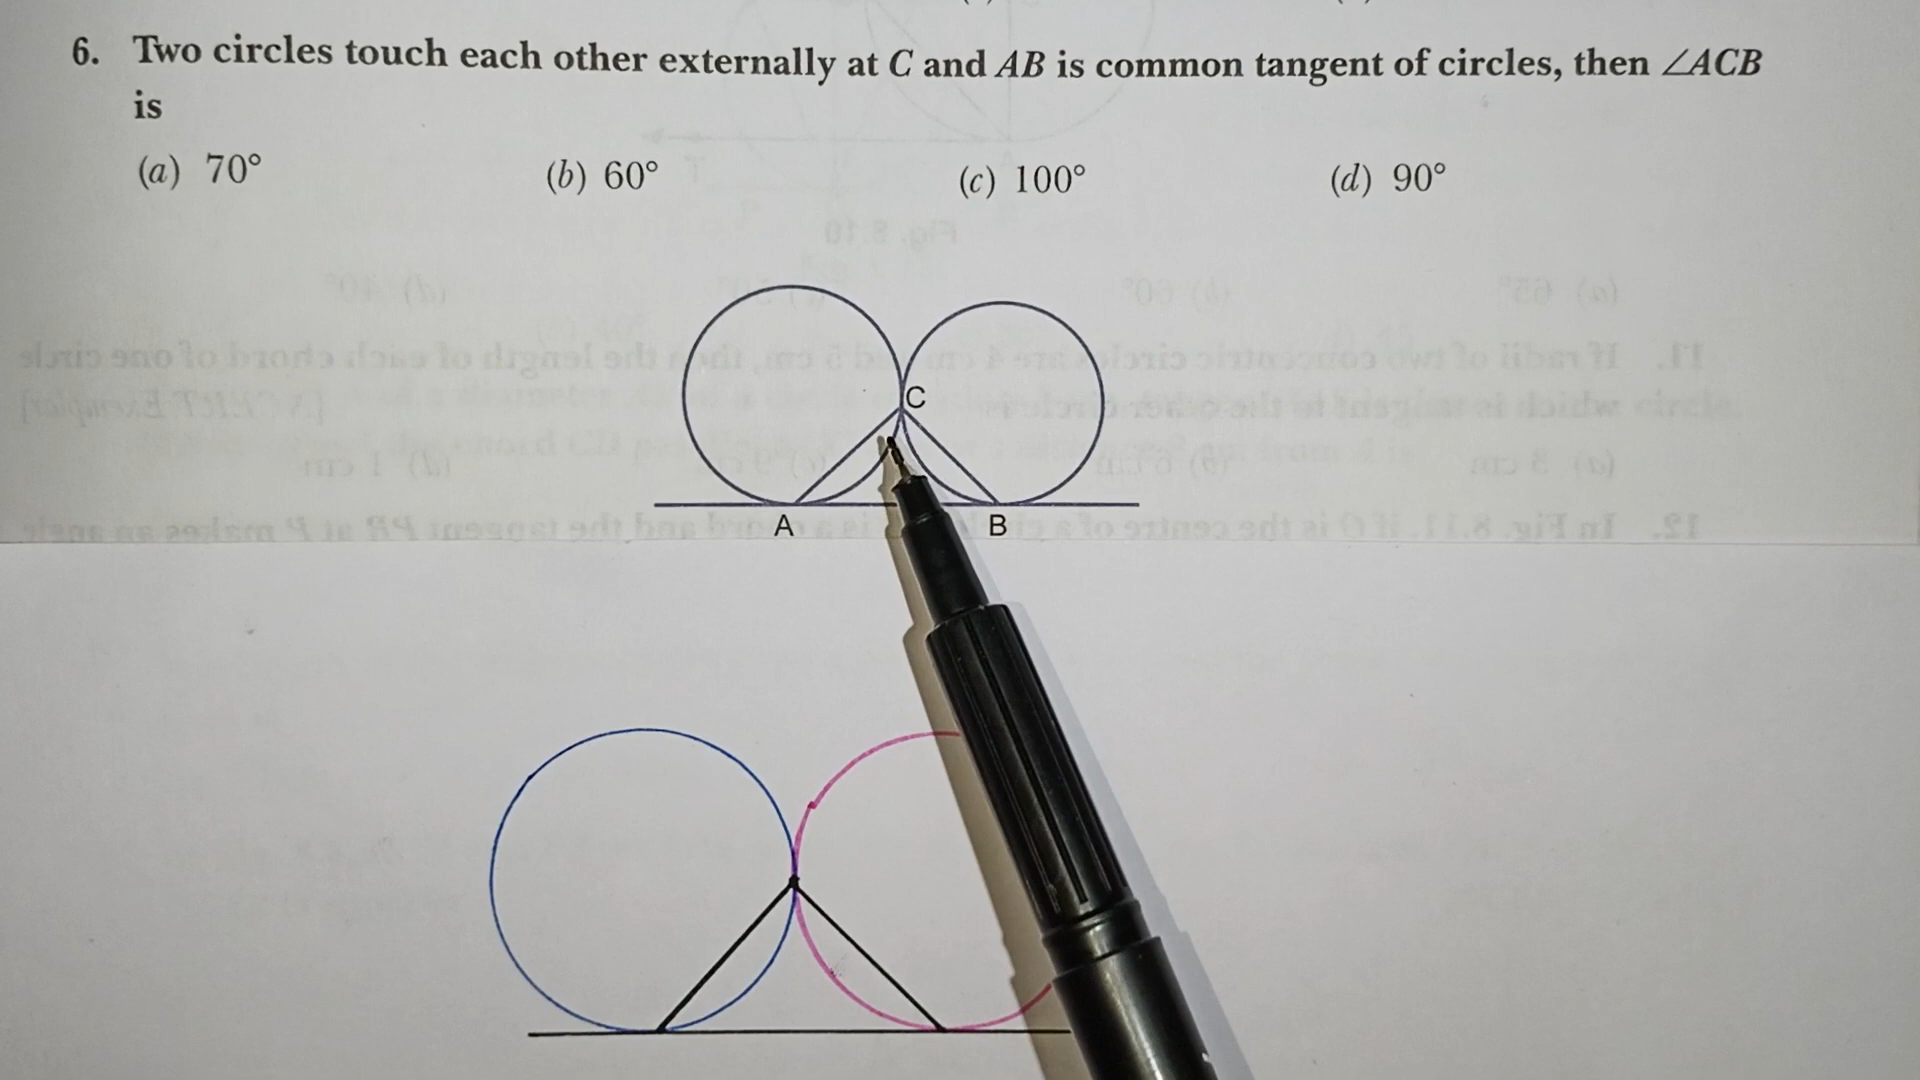 6. Two circles touch each other externally at C and AB is common tangent of circles, then ∠ACB
is
(a) 70° (b) 60° (c) 100° (d) 90°
C
A B